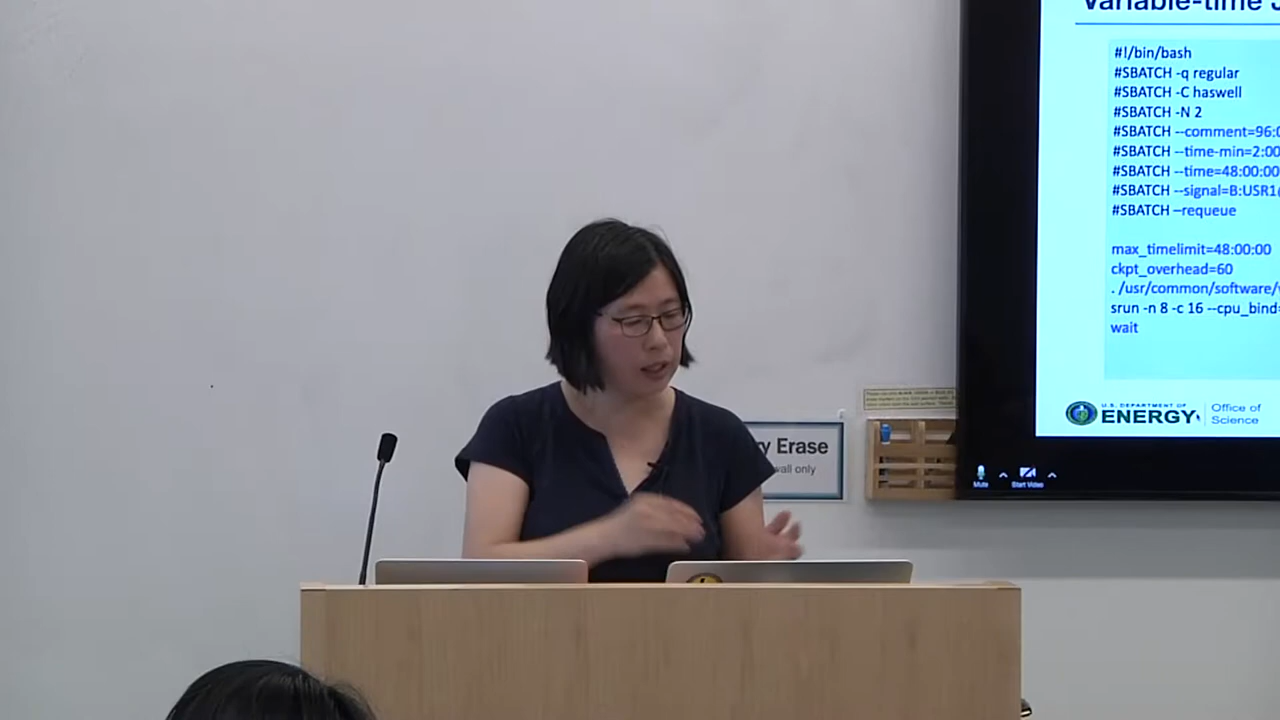 Variable-time J
#!/bin/bash
#SBATCH -q regular
#SBATCH -C haswell
#SBATCH -N 2
#SBATCH --comment=96:0
#SBATCH --time-min=2:00
#SBATCH --time=48:00:00
#SBATCH --signal=B:USR1@
#SBATCH –requeue
max_timelimit=48:00:00
ckpt_overhead=60
. /usr/common/software/v
srun -n 8 -c 16 --cpu_bind=
wait
U.S. DEPARTMENT OF
ENERGY
Office of
Science
Mute
Start Video
y Erase
wall only